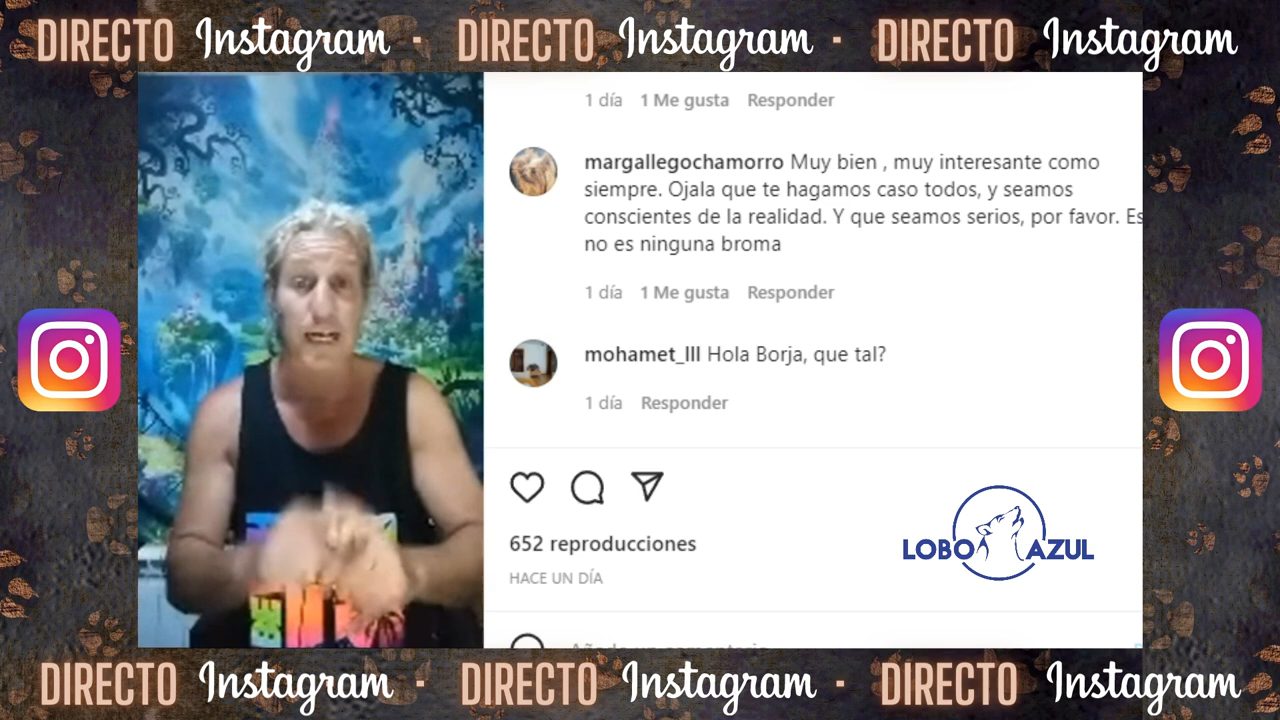 DIRECTO Instagram · DIRECTO Instagram · DIRECTO Instagram
1 día 1 Me gusta Responder
margallegochamorro Muy bien , muy interesante como
siempre. Ojala que te hagamos caso todos, y seamos
conscientes de la realidad. Y que seamos serios, por favor. Es
no es ninguna broma
1 día 1 Me gusta Responder
mohamet_lll Hola Borja, que tal?
1 día Responder
652 reproducciones
HACE UN DÍA
LOBO AZUL
DIRECTO Instagram · DIRECTO Instagram · DIRECTO Instagram